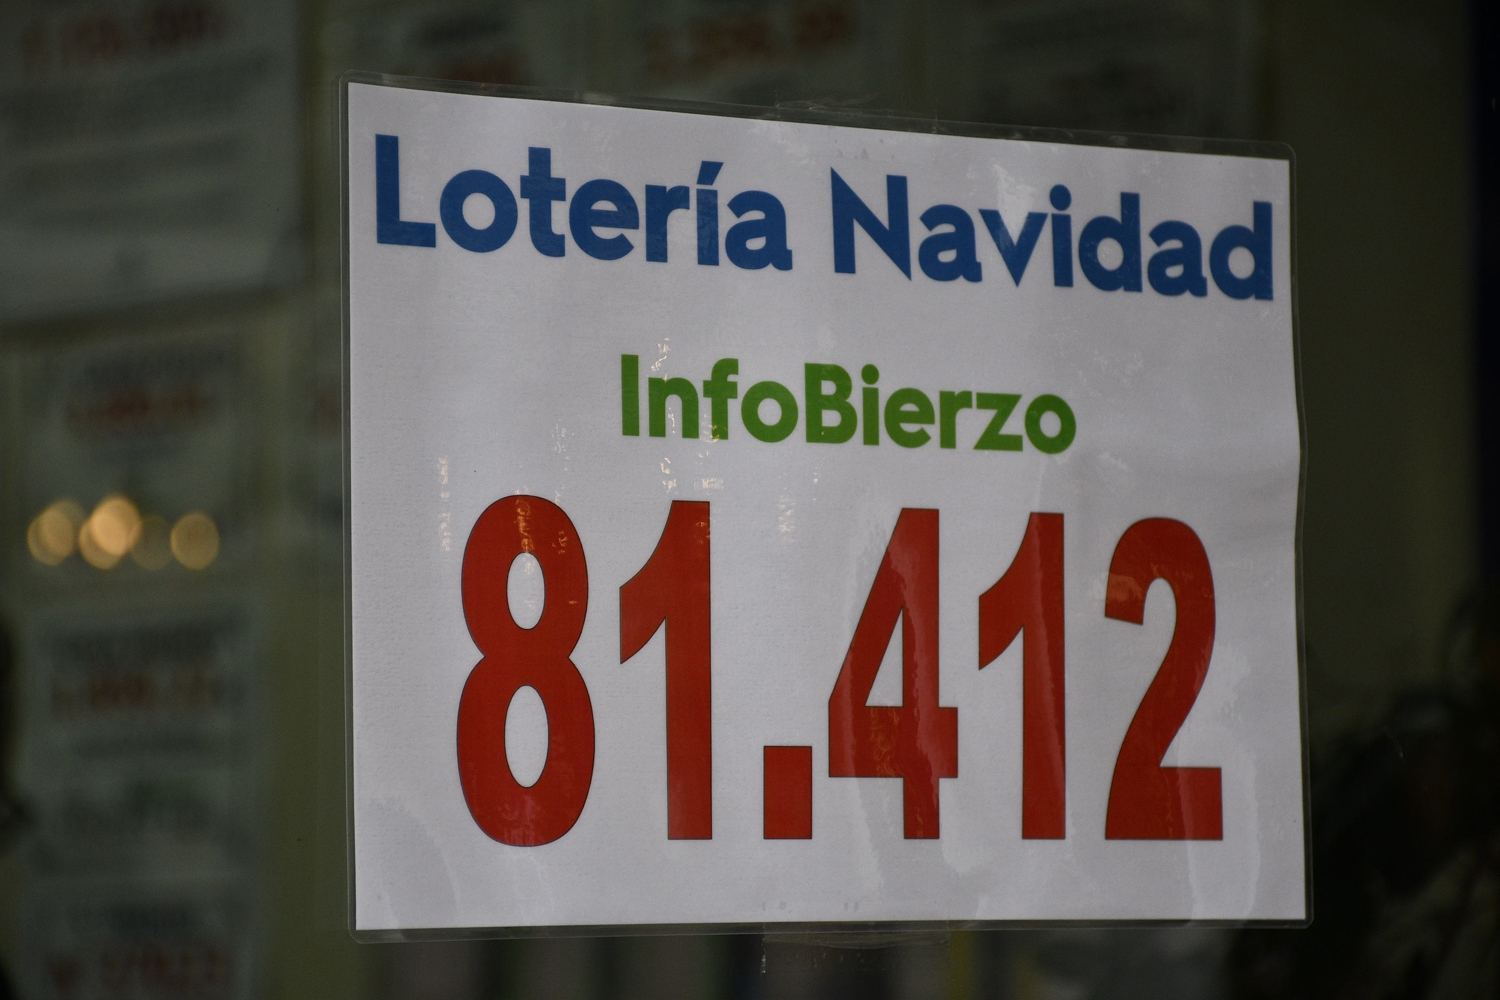 Lotería Navidad
InfoBierzo
81.412